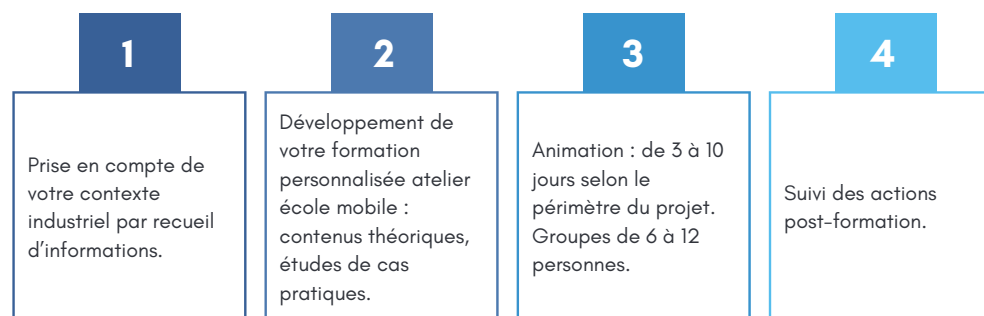 1
Prise en compte de
votre contexte
industriel par recueil
d’informations.
2
Développement de
votre formation
personnalisée atelier
école mobile :
contenus théoriques,
études de cas
pratiques.
3
Animation : de 3 à 10
jours selon le
périmètre du projet.
Groupes de 6 à 12
personnes.
4
Suivi des actions
post-formation.